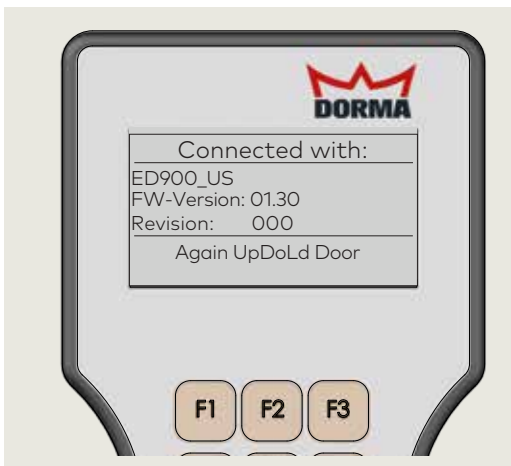 DORMA
Connected with:
ED900_US
FW-Version: 01.30
Revision: 000
Again UpDoLd Door
F1 F2 F3